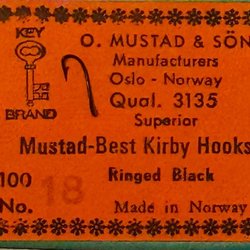 KEY
BRAND
O. MUSTAD & SÖN
Manufacturers
Oslo - Norway
Qual. 3135
Superior
Mustad-Best Kirby Hooks
100 Ringed Black
No. 18 Made in Norway